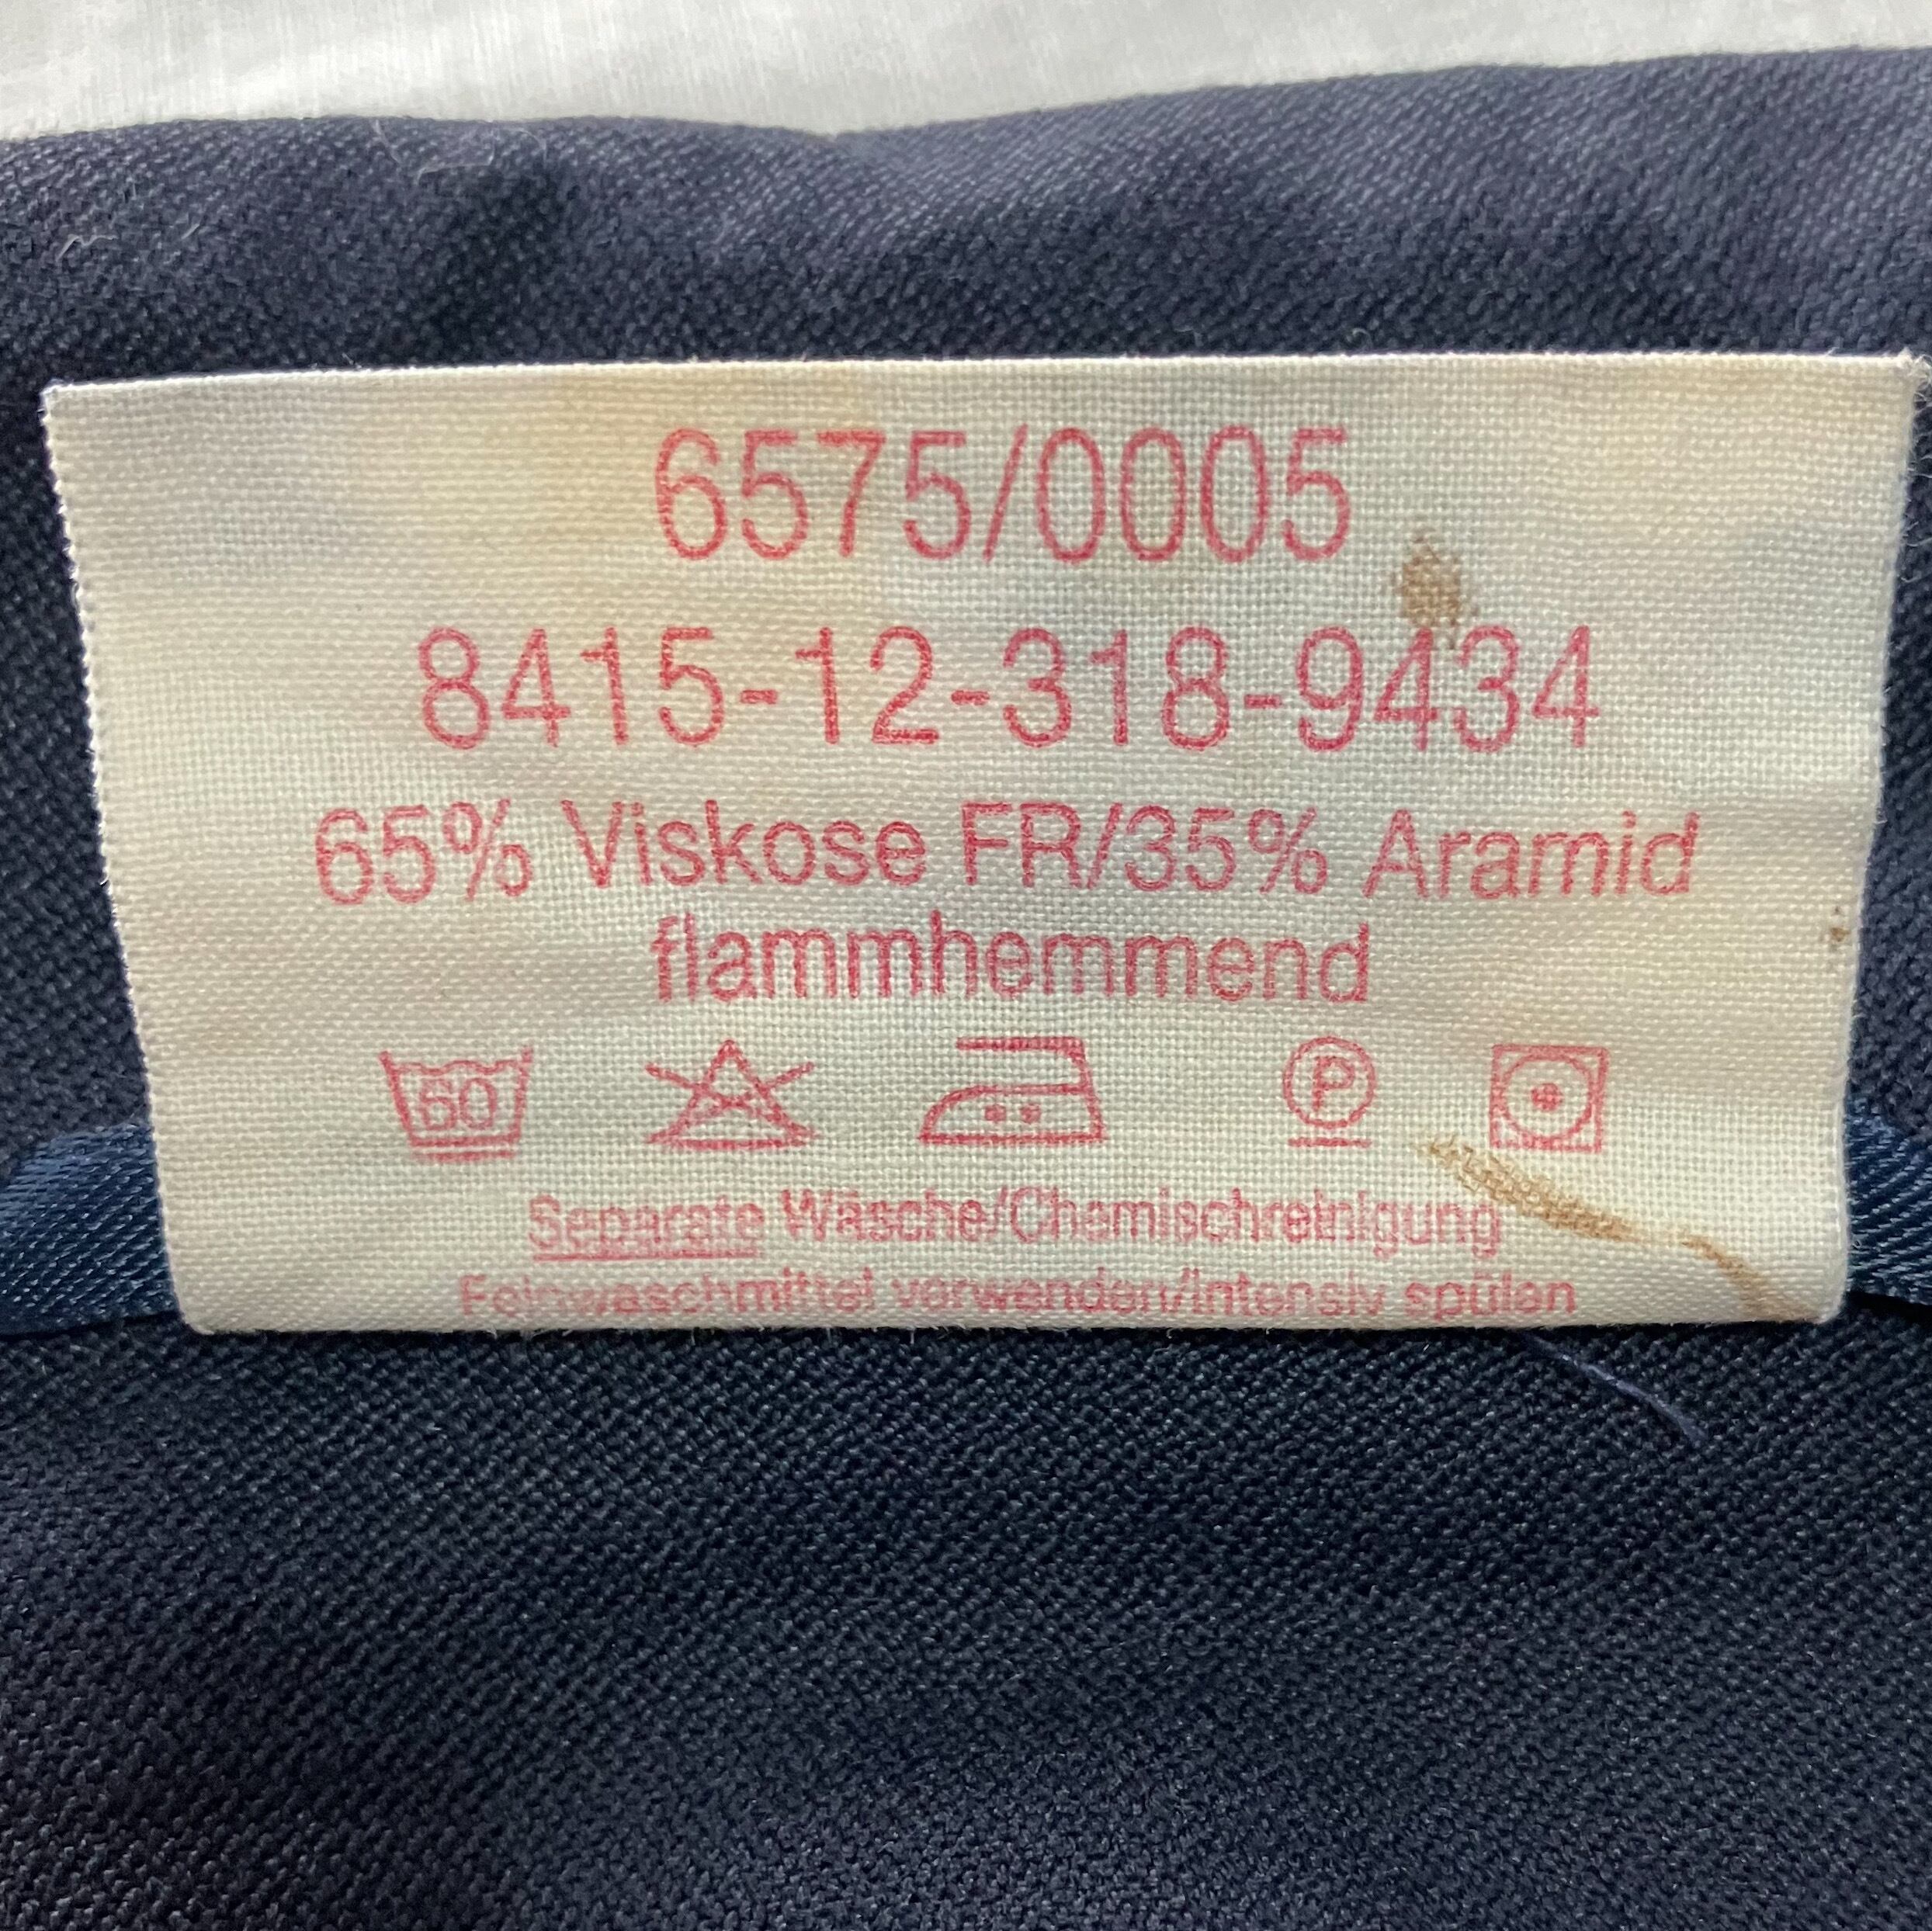 6575/0005
8415-12-318-9434
65% Viskose FR/35% Aramid
flammhemmend
60 P
Separate Wäsche/Chemischreinigung
Feinwaschmittel verwenden/intensiv spülen